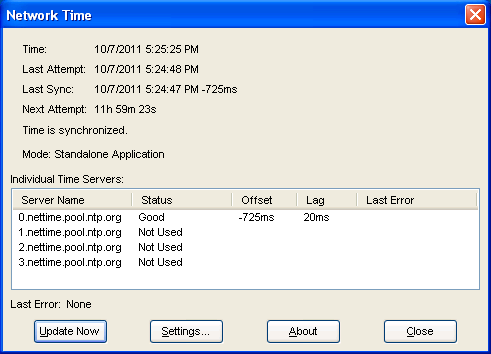 Network Time
Time: 10/7/2011 5:25:25 PM
Last Attempt: 10/7/2011 5:24:48 PM
Last Sync: 10/7/2011 5:24:47 PM -725ms
Next Attempt: 11h 59m 23s
Time is synchronized.
Mode: Standalone Application
Individual Time Servers:
Server Name Status Offset Lag Last Error
0.nettime.pool.ntp.org Good -725ms 20ms
1.nettime.pool.ntp.org Not Used
2.nettime.pool.ntp.org Not Used
3.nettime.pool.ntp.org Not Used
Last Error: None
Update Now Settings... About Close